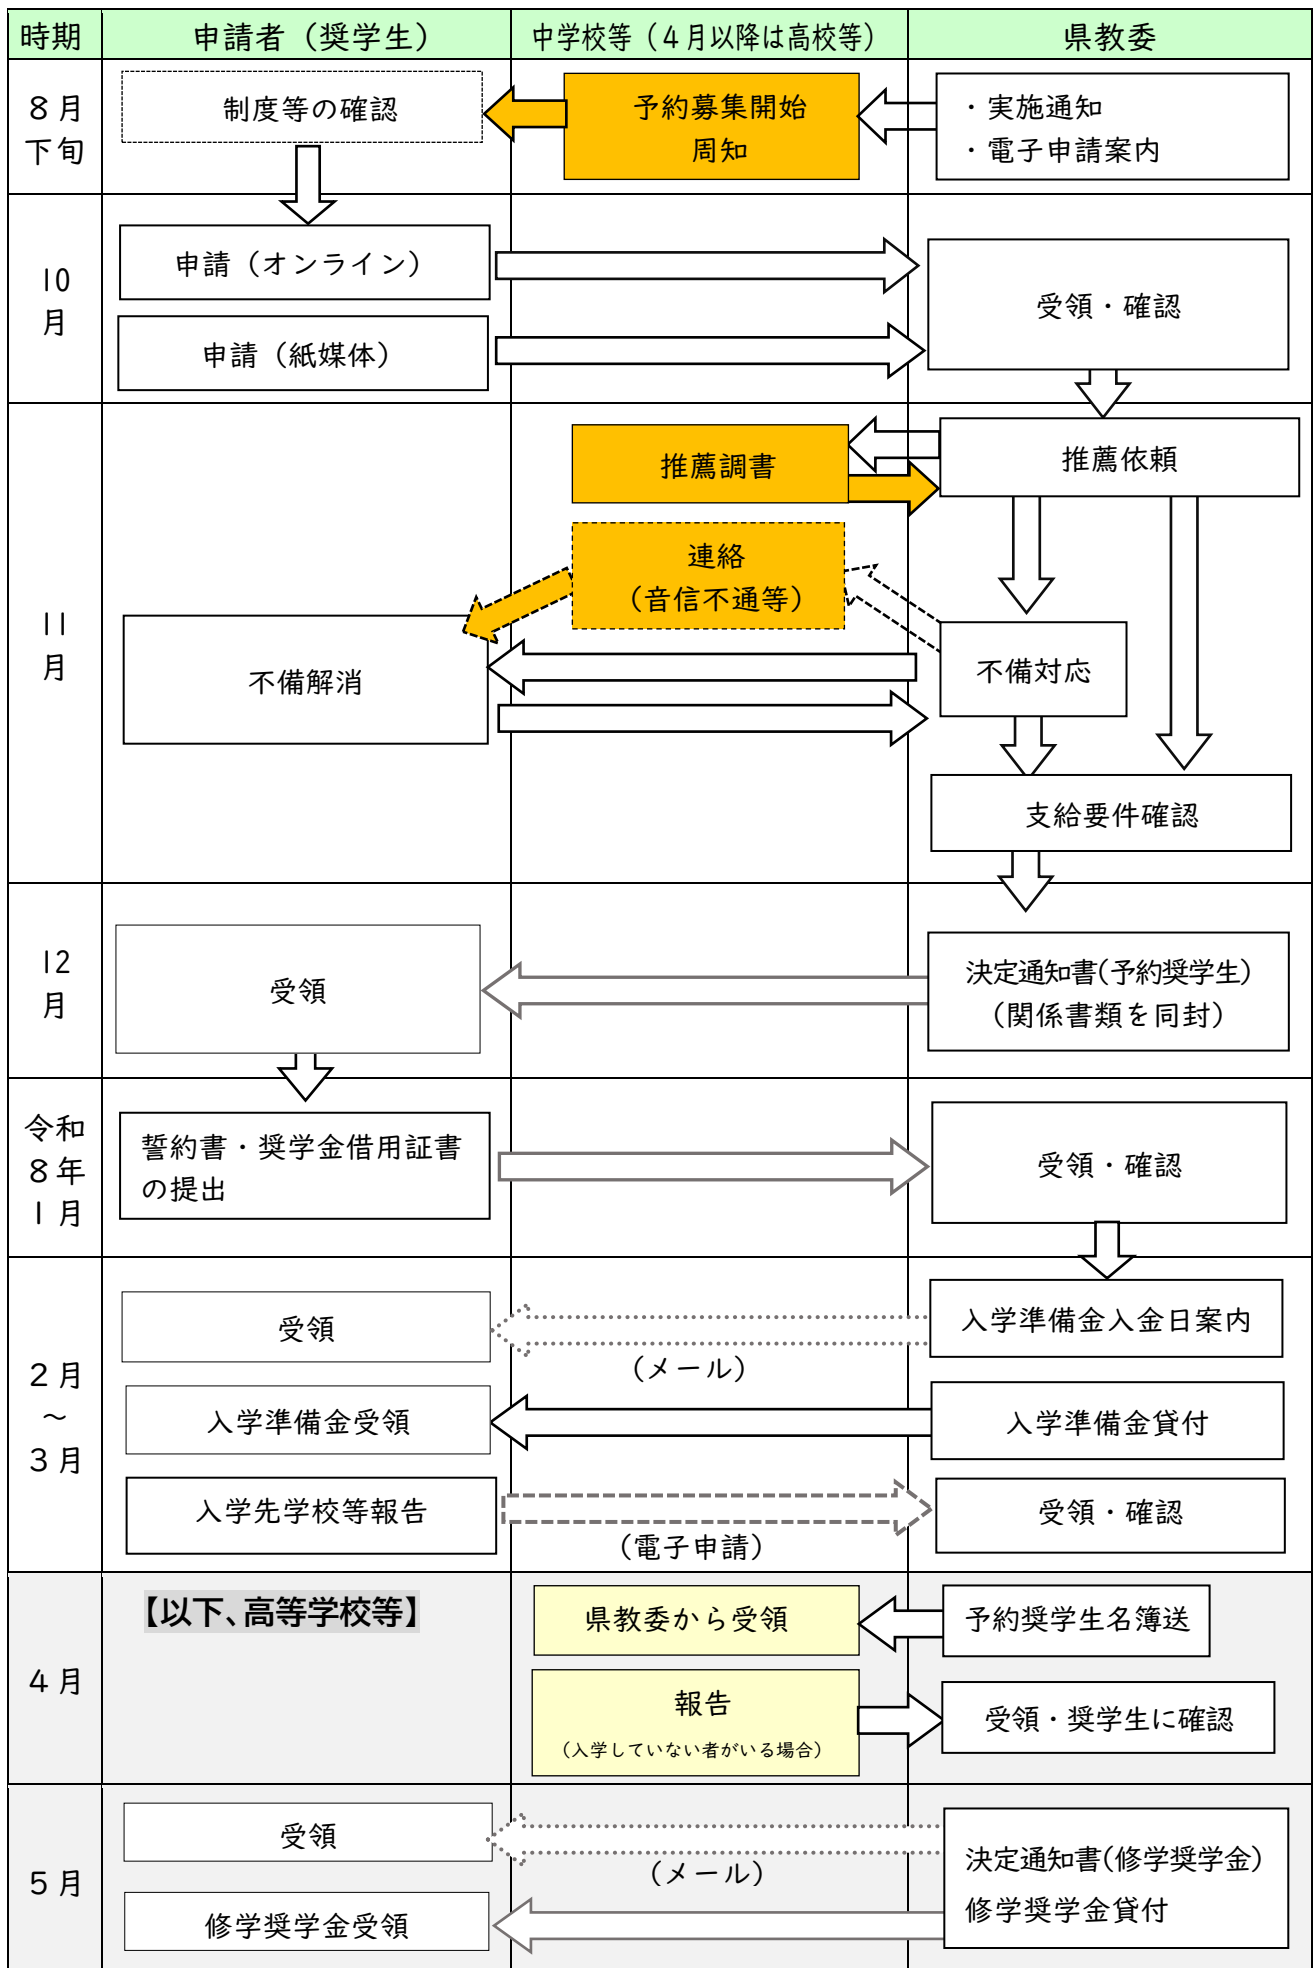 時期
申請者（奨学生）
中学校等（４月以降は高校等）
県教委
８月
下旬
制度等の確認
予約募集開始
周知
・実施通知
・電子申請案内
10
月
申請（オンライン）
申請（紙媒体）
受領・確認
11
月
推薦調書
推薦依頼
連絡
（音信不通等）
不備解消
不備対応
支給要件確認
12
月
受領
決定通知書(予約奨学生)
（関係書類を同封）
令和
８年
１月
誓約書・奨学金借用証書
の提出
受領・確認
２月
～
３月
受領
（メール）
入学準備金入金日案内
入学準備金受領
入学準備金貸付
入学先学校等報告
（電子申請）
受領・確認
４月
【以下、高等学校等】
県教委から受領
予約奨学生名簿送
報告
（入学していない者がいる場合）
受領・奨学生に確認
５月
受領
（メール）
決定通知書(修学奨学金)
修学奨学金貸付
修学奨学金受領